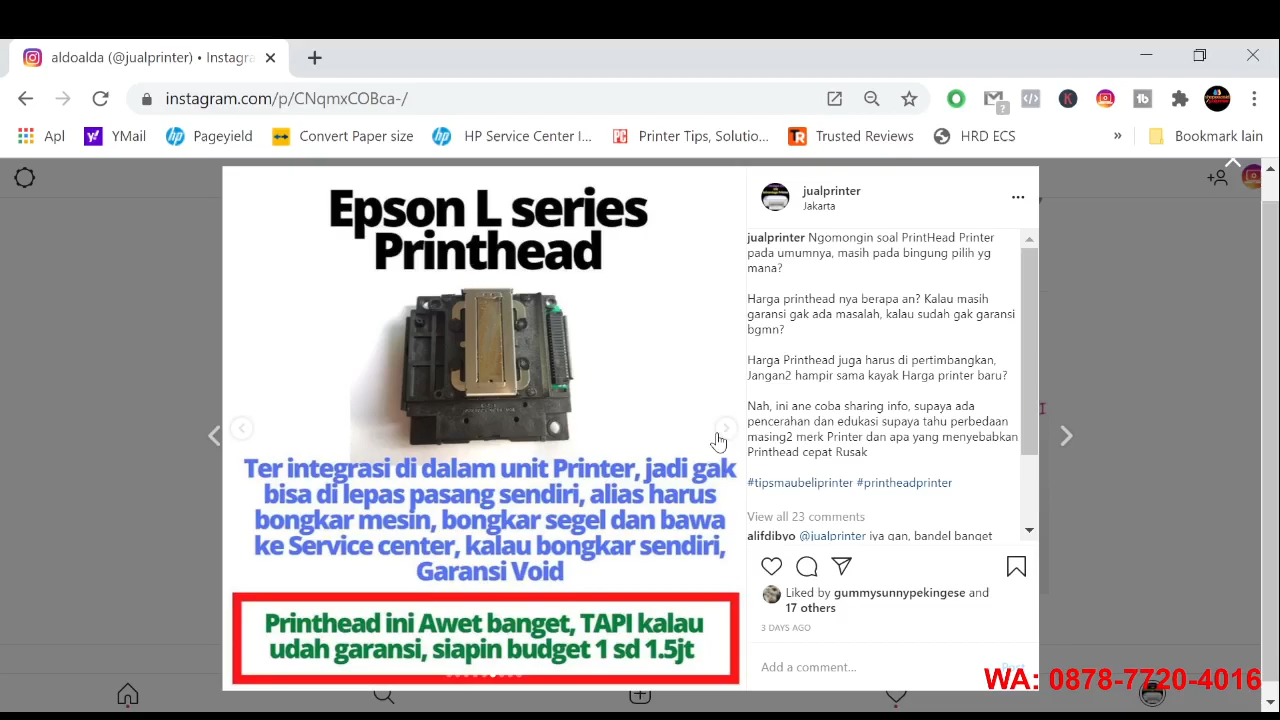 aldoalda (@jualprinter) • Instagra
instagram.com/p/CNqmxCOBca-/
Apl
YMail
Pageyield
Convert Paper size
HP Service Center I...
Printer Tips, Solutio...
Trusted Reviews
HRD ECS
»
Bookmark lain
Epson L series
Printhead
Ter integrasi di dalam unit Printer, jadi gak
bisa di lepas pasang sendiri, alias harus
bongkar mesin, bongkar segel dan bawa
ke Service center, kalau bongkar sendiri,
Garansi Void
Printhead ini Awet banget, TAPI kalau
udah garansi, siapin budget 1 sd 1.5jt
jualprinter
Jakarta
jualprinter Ngomongin soal PrintHead Printer
pada umumnya, masih pada bingung pilih yg
mana?
Harga printhead nya berapa an? Kalau masih
garansi gak ada masalah, kalau sudah gak garansi
bgmn?
Harga Printhead juga harus di pertimbangkan,
Jangan2 hampir sama kayak Harga printer baru?
Nah, ini ane coba sharing info, supaya ada
pencerahan dan edukasi supaya tahu perbedaan
masing2 merk Printer dan apa yang menyebabkan
Printhead cepat Rusak
#tipsmaubeliprinter #printheadprinter
View all 23 comments
alifdibyo @jualprinter iya gan, bandel banget
Liked by gummysunnypekingese and
17 others
3 DAYS AGO
Add a comment...
Post
WA: 0878-7720-4016